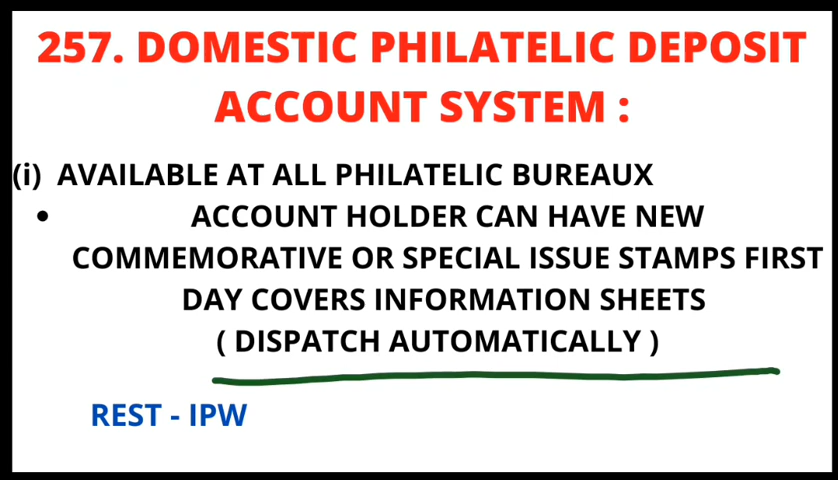 257. DOMESTIC PHILATELIC DEPOSIT
ACCOUNT SYSTEM :
(i) AVAILABLE AT ALL PHILATELIC BUREAUX
• ACCOUNT HOLDER CAN HAVE NEW
COMMEMORATIVE OR SPECIAL ISSUE STAMPS FIRST
DAY COVERS INFORMATION SHEETS
( DISPATCH AUTOMATICALLY )
REST - IPW